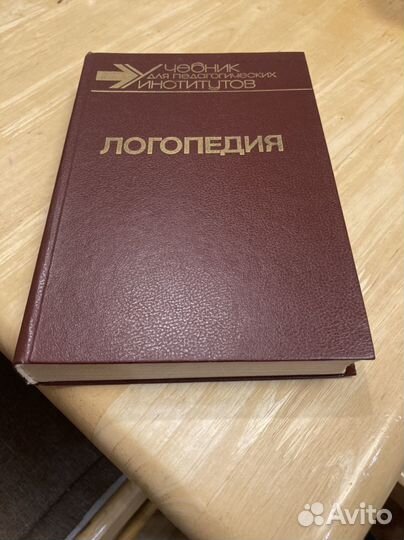 Учебник
для педагогических
институтов
ЛОГОПЕДИЯ
Avito